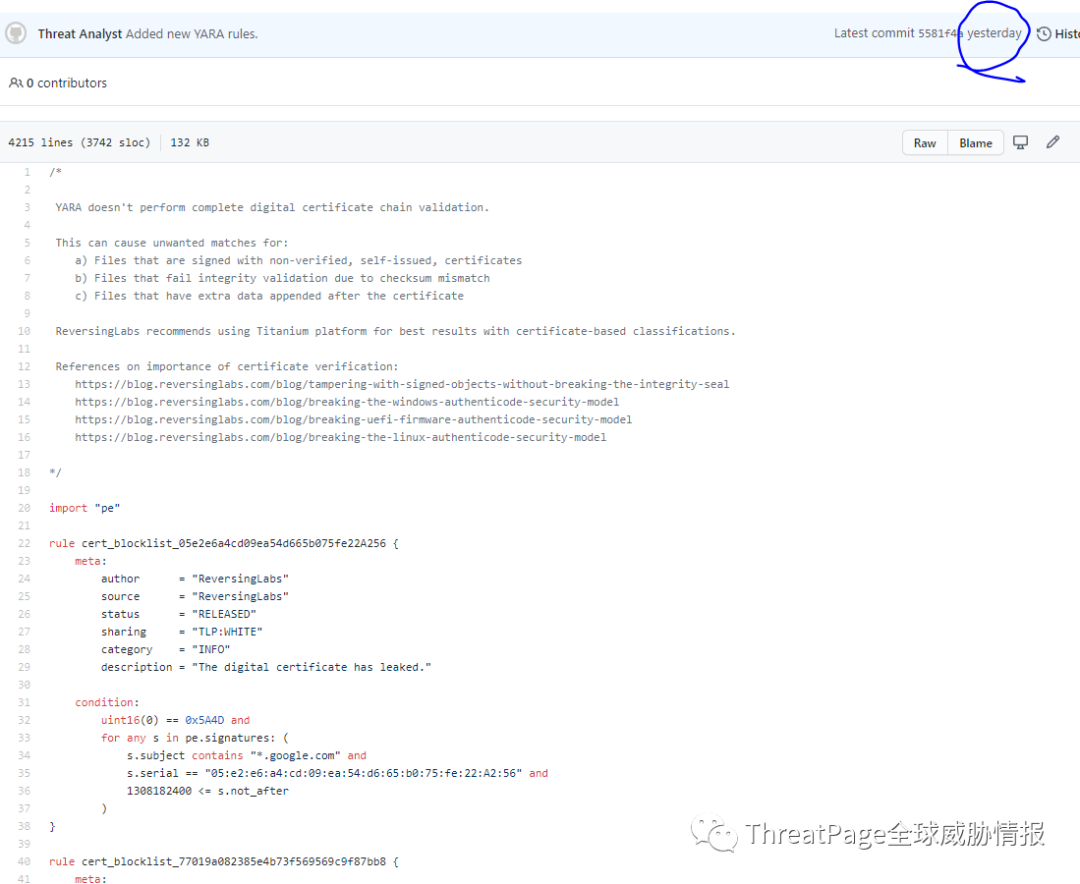 Threat Analyst Added new YARA rules. Latest commit 5581f4a yesterday Histo
0 contributors
4215 lines (3742 sloc) 132 KB Raw Blame
1 /*
2
3 YARA doesn't perform complete digital certificate chain validation.
4
5 This can cause unwanted matches for:
6 a) Files that are signed with non-verified, self-issued, certificates
7 b) Files that fail integrity validation due to checksum mismatch
8 c) Files that have extra data appended after the certificate
9
10 ReversingLabs recommends using Titanium platform for best results with certificate-based classifications.
11
12 References on importance of certificate verification:
13 https://blog.reversinglabs.com/blog/tampering-with-signed-objects-without-breaking-the-integrity-seal
14 https://blog.reversinglabs.com/blog/breaking-the-windows-authenticode-security-model
15 https://blog.reversinglabs.com/blog/breaking-uefi-firmware-authenticode-security-model
16 https://blog.reversinglabs.com/blog/breaking-the-linux-authenticode-security-model
17
18 */
19
20 import "pe"
21
22 rule cert_blocklist_05e2e6a4cd09ea54d665b075fe22A256 {
23 meta:
24 author = "ReversingLabs"
25 source = "ReversingLabs"
26 status = "RELEASED"
27 sharing = "TLP:WHITE"
28 category = "INFO"
29 description = "The digital certificate has leaked."
30
31 condition:
32 uint16(0) == 0x5A4D and
33 for any s in pe.signatures: (
34 s.subject contains "*.google.com" and
35 s.serial == "05:e2:e6:a4:cd:09:ea:54:d6:65:b0:75:fe:22:A2:56" and
36 1308182400 <= s.not_after
37 )
38 }
39
40 rule cert_blocklist_77019a082385e4b73f569569c9f87bb8 {
41 meta:
ThreatPage全球威胁情报